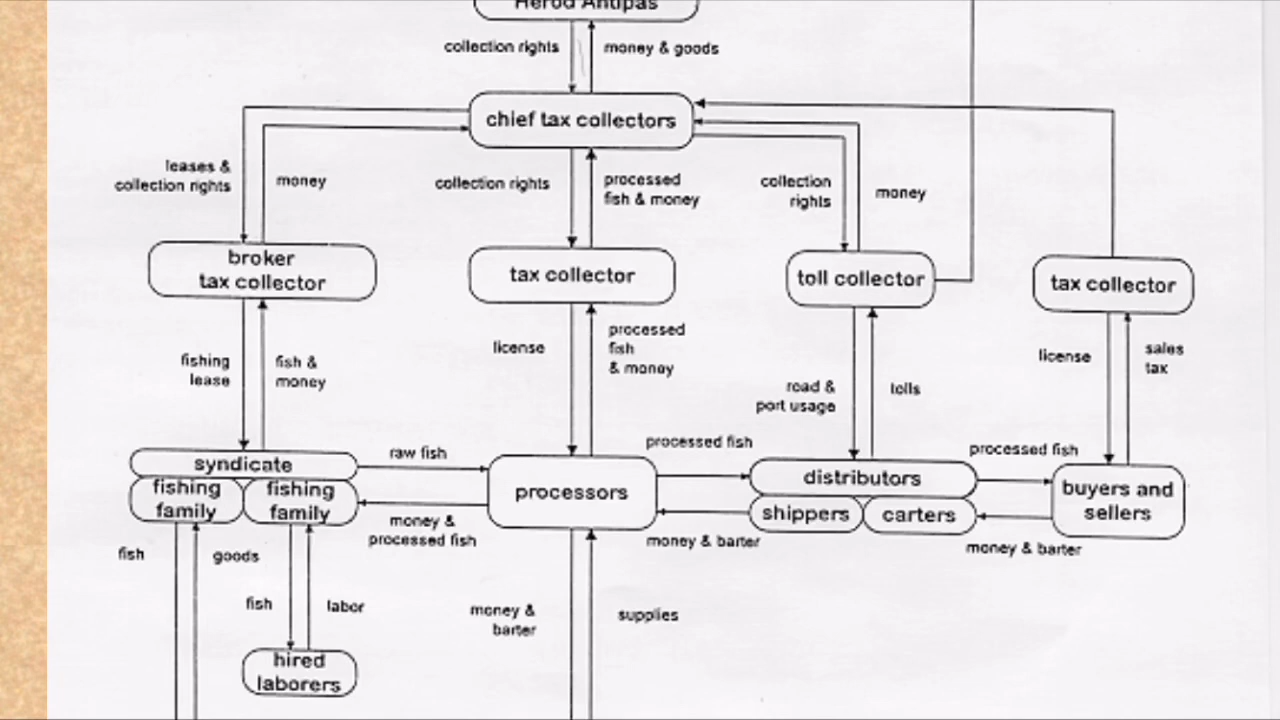 Herod Antipas
collection rights
money & goods
chief tax collectors
leases &
collection rights
money
collection rights
processed
fish & money
collection
rights
money
broker
tax collector
tax collector
toll collector
tax collector
fishing
lease
fish &
money
license
processed
fish
& money
road &
port usage
tolls
license
sales
tax
syndicate
fishing
family
fishing
family
raw fish
money &
processed fish
processors
processed fish
money & barter
distributors
shippers
carters
processed fish
money & barter
buyers and
sellers
fish
goods
fish
labor
hired
laborers
money &
barter
supplies